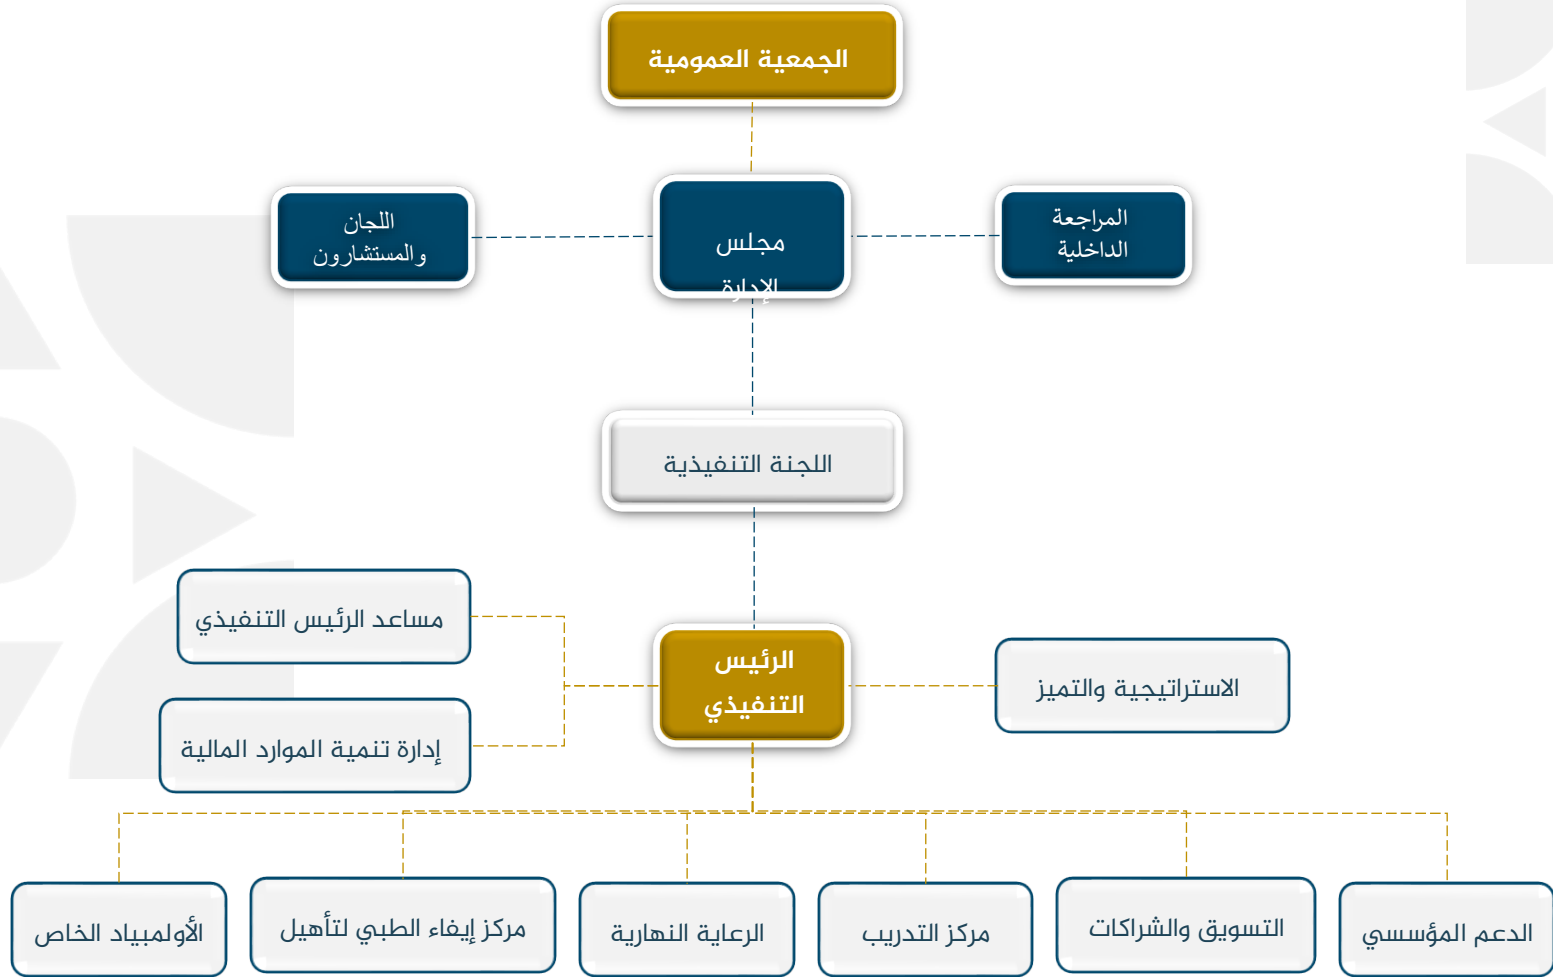 الجمعية العمومية
المراجعة
الداخلية
مجلس
الإدارة
اللجان
والمستشارون
اللجنة التنفيذية
الاستراتيجية والتميز
الرئيس
التنفيذي
مساعد الرئيس التنفيذي
إدارة تنمية الموارد المالية
الدعم المؤسسي
التسويق والشراكات
مركز التدريب
الرعاية النهارية
مركز إيفاء الطبي لتأهيل
الأولمبياد الخاص